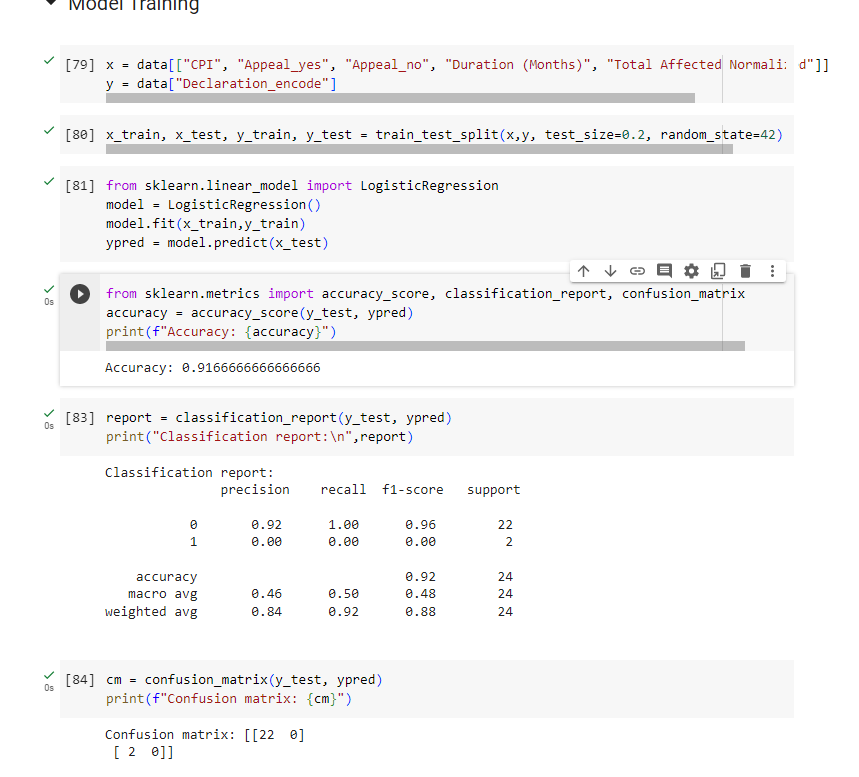 Model Training
[79] x = data[["CPI", "Appeal_yes", "Appeal_no", "Duration (Months)", "Total Affected Normali: d"]]
y = data["Declaration_encode"]
[80] x_train, x_test, y_train, y_test = train_test_split(x,y, test_size=0.2, random_state=42)
[81] from sklearn.linear_model import LogisticRegression
model = LogisticRegression()
model.fit(x_train,y_train)
ypred = model.predict(x_test)
0s
from sklearn.metrics import accuracy_score, classification_report, confusion_matrix
accuracy = accuracy_score(y_test, ypred)
print(f"Accuracy: {accuracy}")
Accuracy: 0.9166666666666666
0s
[83] report = classification_report(y_test, ypred)
print("Classification report:\n",report)
Classification report:
precision recall f1-score support
0 0.92 1.00 0.96 22
1 0.00 0.00 0.00 2
accuracy 0.92 24
macro avg 0.46 0.50 0.48 24
weighted avg 0.84 0.92 0.88 24
0s
[84] cm = confusion_matrix(y_test, ypred)
print(f"Confusion matrix: {cm}")
Confusion matrix: [[22 0]
[ 2 0]]